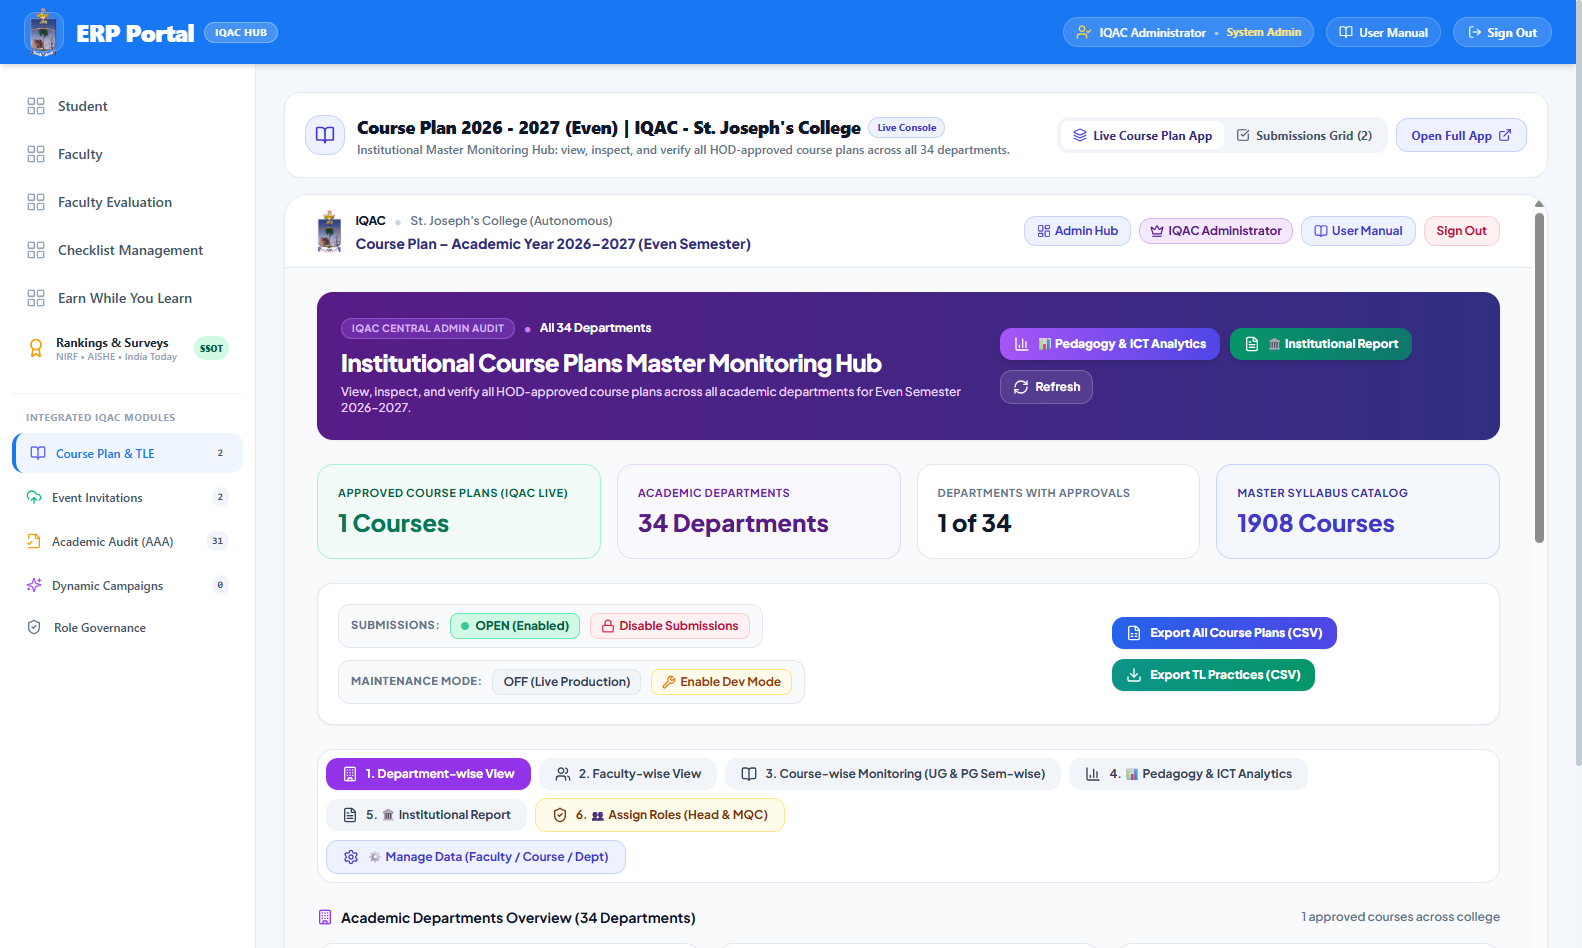 ERP Portal
IQAC HUB
IQAC Administrator • System Admin
User Manual
Sign Out
Student
Faculty
Faculty Evaluation
Checklist Management
Earn While You Learn
Rankings & Surveys
NIRF • AISHE • India Today
SSOT
INTEGRATED IQAC MODULES
Course Plan & TLE 2
Event Invitations 2
Academic Audit (AAA) 31
Dynamic Campaigns 0
Role Governance
Course Plan 2026 - 2027 (Even) | IQAC - St. Joseph's College
Live Console
Institutional Master Monitoring Hub: view, inspect, and verify all HOD-approved course plans across all 34 departments.
Live Course Plan App
Submissions Grid (2)
Open Full App
IQAC • St. Joseph's College (Autonomous)
Course Plan – Academic Year 2026–2027 (Even Semester)
Admin Hub
IQAC Administrator
User Manual
Sign Out
IQAC CENTRAL ADMIN AUDIT • All 34 Departments
Institutional Course Plans Master Monitoring Hub
View, inspect, and verify all HOD-approved course plans across all academic departments for Even Semester
2026–2027.
Pedagogy & ICT Analytics
Institutional Report
Refresh
APPROVED COURSE PLANS (IQAC LIVE)
1 Courses
ACADEMIC DEPARTMENTS
34 Departments
DEPARTMENTS WITH APPROVALS
1 of 34
MASTER SYLLABUS CATALOG
1908 Courses
SUBMISSIONS: OPEN (Enabled) Disable Submissions
MAINTENANCE MODE: OFF (Live Production) Enable Dev Mode
Export All Course Plans (CSV)
Export TL Practices (CSV)
1. Department-wise View
2. Faculty-wise View
3. Course-wise Monitoring (UG & PG Sem-wise)
4. Pedagogy & ICT Analytics
5. Institutional Report
6. Assign Roles (Head & MQC)
Manage Data (Faculty / Course / Dept)
Academic Departments Overview (34 Departments)
1 approved courses across college